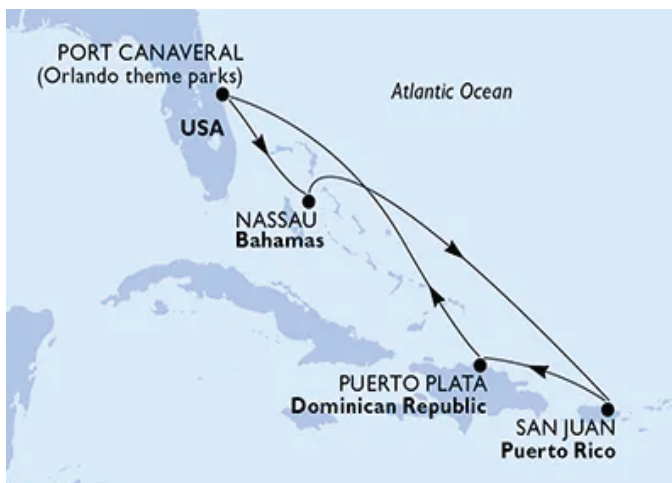 PORT CANAVERAL
(Orlando theme parks)
Atlantic Ocean
USA
NASSAU
Bahamas
PUERTO PLATA
Dominican Republic
SAN JUAN
Puerto Rico